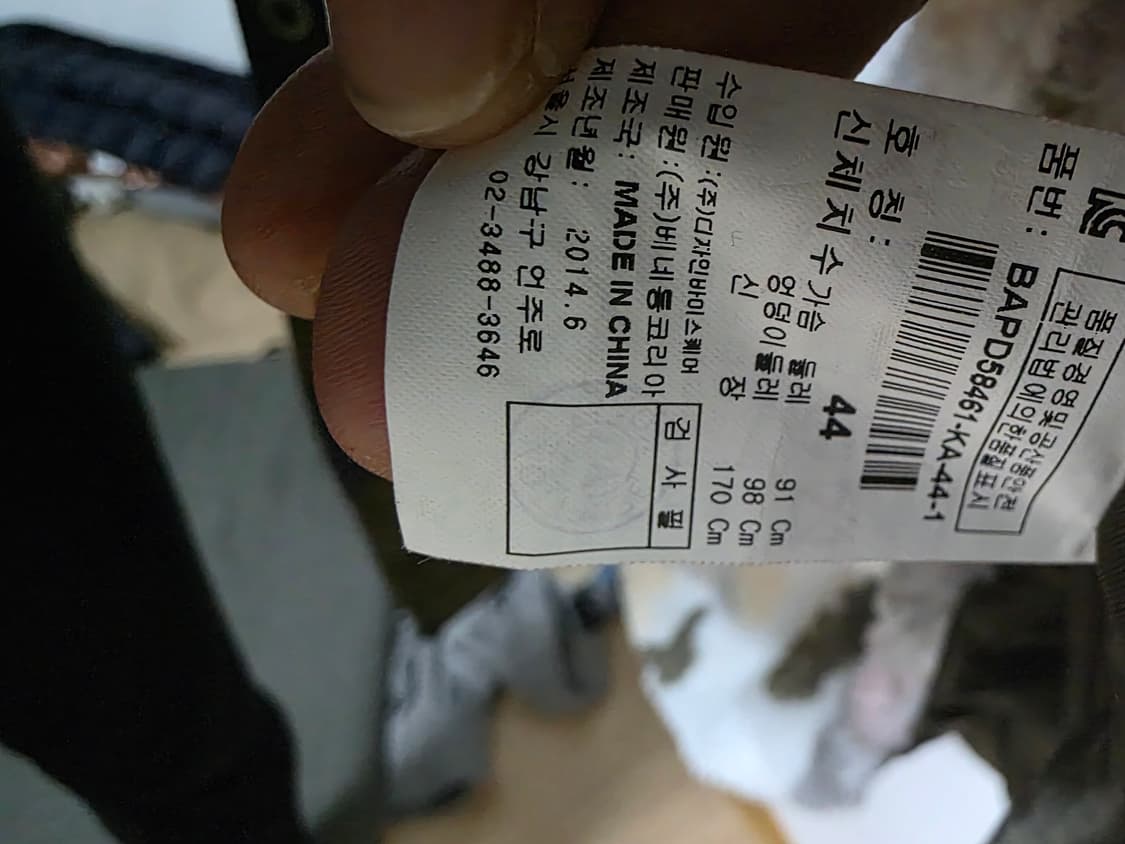 KC
품질경영및공산품안전
관리법에의한품질표시
품번: BAPD58461-KA-44-1
호칭: 44
신체치수 가슴 둘레 91 Cm
엉덩이둘레 98 Cm
신 장 170 Cm
수입원:(주)디자인바이스퀘어
판매원:(주)베네통코리아
제조국: MADE IN CHINA
제조년월: 2014.6
서울시 강남구 언주로
02-3488-3646
검사필